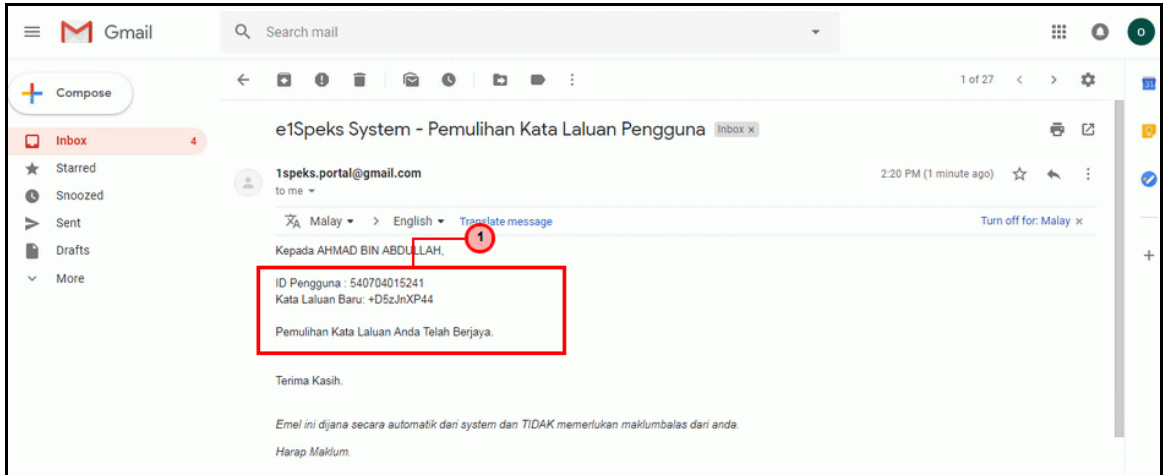 Gmail
Search mail
O
Compose
1 of 27
31
Inbox 4
Starred
Snoozed
Sent
Drafts
More
e1Speks System - Pemulihan Kata Laluan Pengguna Inbox x
1speks.portal@gmail.com 2:20 PM (1 minute ago)
to me
Malay > English Translate message Turn off for: Malay x
1
Kepada AHMAD BIN ABDULLAH,
ID Pengguna : 540704015241
Kata Laluan Baru: +D5zJnXP44
Pemulihan Kata Laluan Anda Telah Berjaya.
Terima Kasih.
Emel ini dijana secara automatik dari system dan TIDAK memerlukan maklumbalas dari anda.
Harap Maklum.